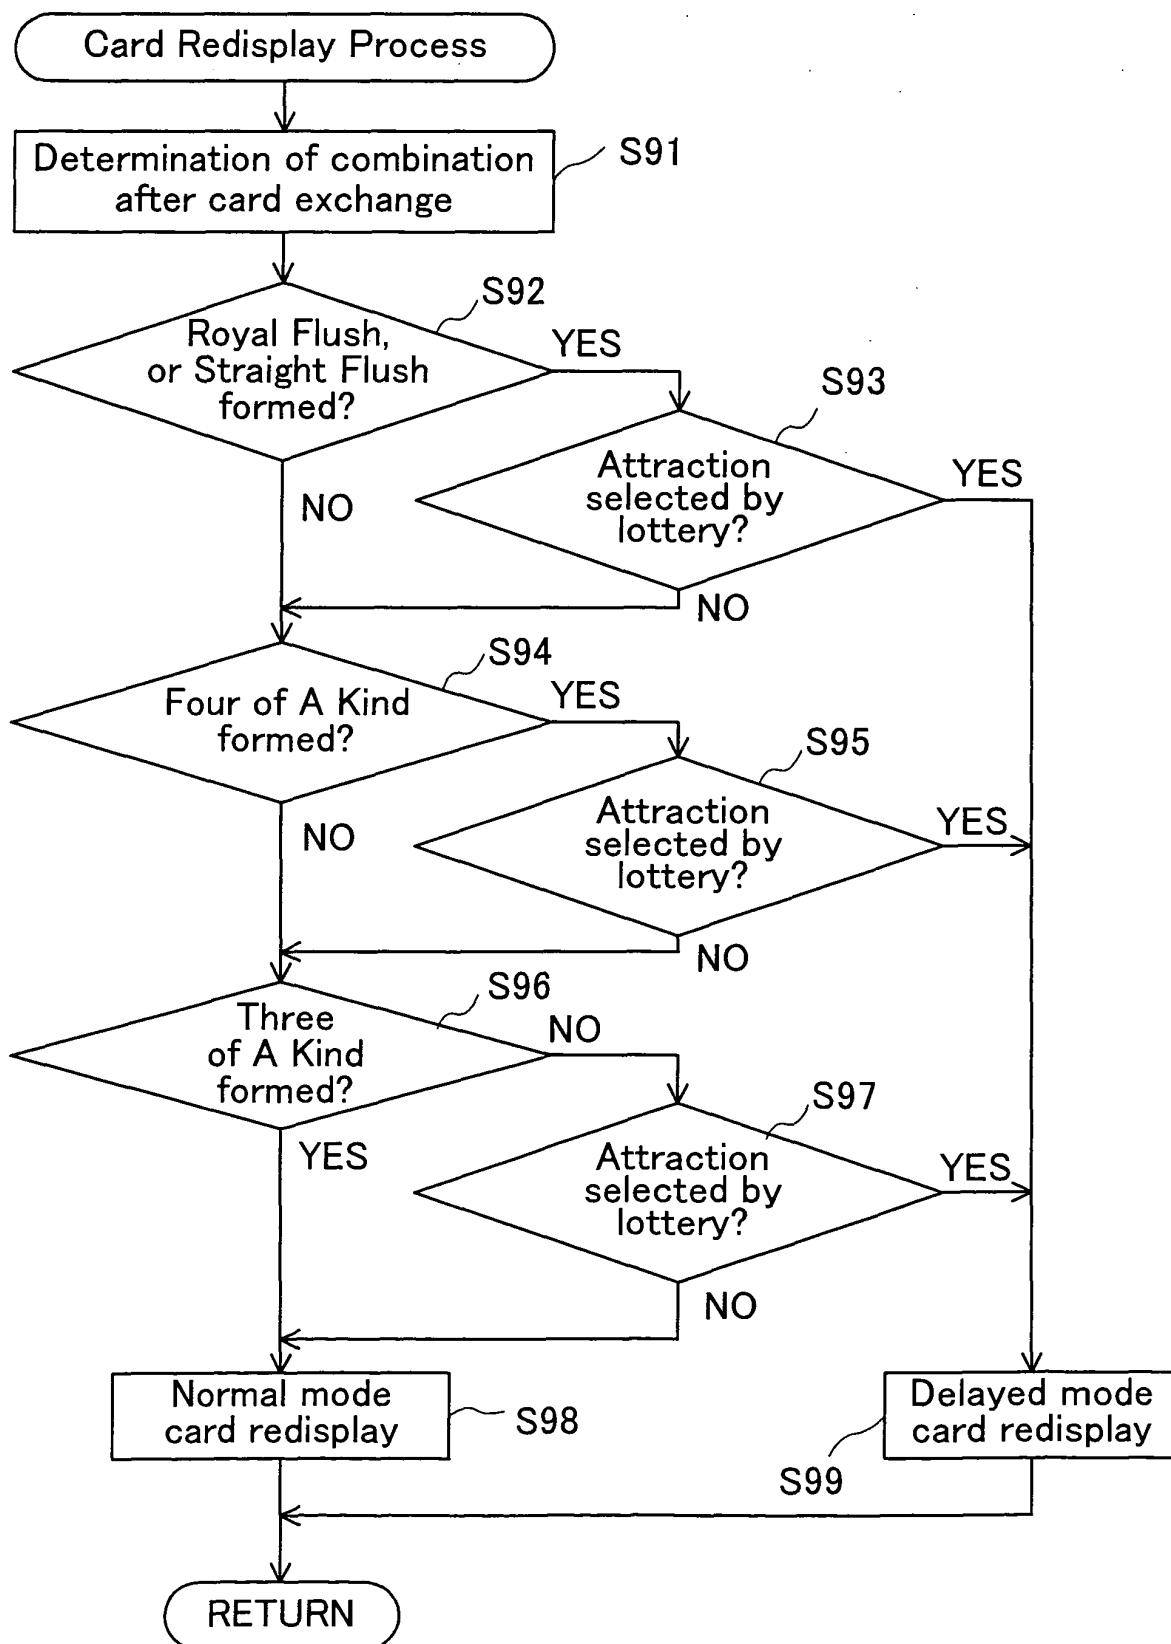 Card Redisplay Process
Determination of combination
after card exchange
S91
S92
Royal Flush,
or Straight Flush
formed?
YES
NO
S93
Attraction
selected by
lottery?
YES
NO
S94
Four of A Kind
formed?
YES
NO
S95
Attraction
selected by
lottery?
YES
NO
S96
Three
of A Kind
formed?
NO
YES
S97
Attraction
selected by
lottery?
YES
NO
Normal mode
card redisplay
S98
Delayed mode
card redisplay
S99
RETURN